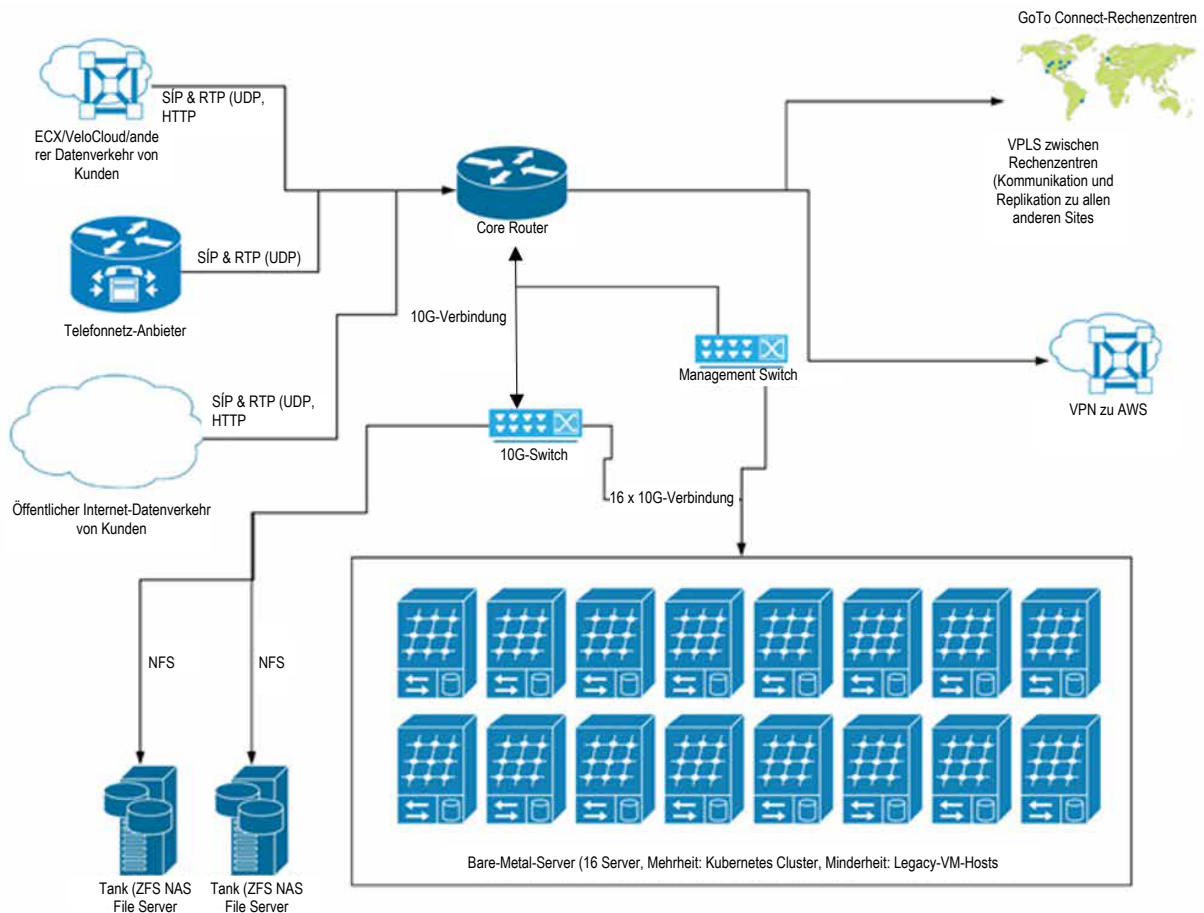 GoTo Connect-Rechenzentren
SÍP & RTP (UDP,
HTTP
ECX/VeloCloud/ande
rer Datenverkehr von
Kunden
VPLS zwischen
Rechenzentren
(Kommunikation und
Replikation zu allen
anderen Sites
Core Router
SÍP & RTP (UDP)
Telefonnetz-Anbieter
10G-Verbindung
Management Switch
VPN zu AWS
SÍP & RTP (UDP,
HTTP
10G-Switch
16 x 10G-Verbindung
Öffentlicher Internet-Datenverkehr
von Kunden
NFS
NFS
Bare-Metal-Server (16 Server, Mehrheit: Kubernetes Cluster, Minderheit: Legacy-VM-Hosts
Tank (ZFS NAS
File Server
Tank (ZFS NAS
File Server